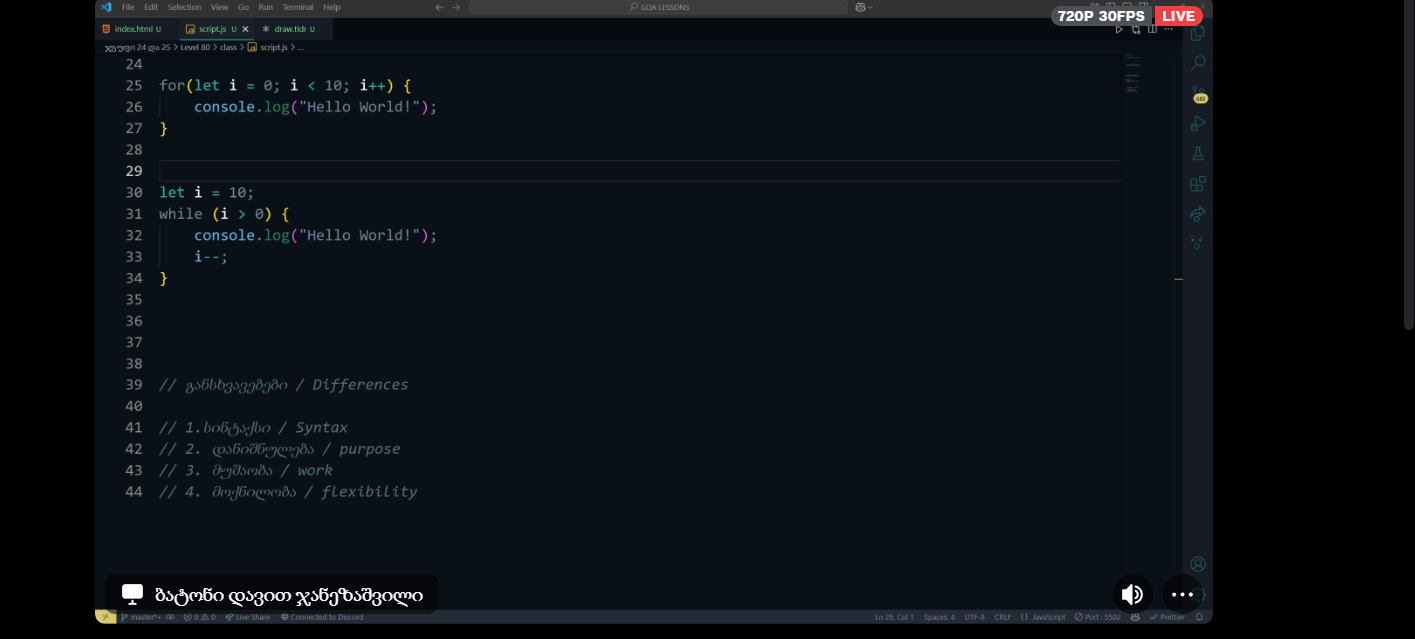 File Edit Selection View Go Run Terminal Help
GOA LESSONS
720P 30FPS LIVE
index.html U
script.js U
draw.tldr U
ჯგუფი 24 და 25 > Level 80 > class > script.js > ...
24
25 for(let i = 0; i < 10; i++) {
26 console.log("Hello World!");
27 }
28
29
30 let i = 10;
31 while (i > 0) {
32 console.log("Hello World!");
33 i--;
34 }
35
36
37
38
39 // განსხვავებები / Differences
40
41 // 1.სინტაქსი / Syntax
42 // 2. დანიშნულება / purpose
43 // 3. მუშაობა / work
44 // 4. მოქნილობა / flexibility
685
ბატონი დავით ჯანეზაშვილი
master*+ 0 0 Live Share Connected to Discord
Ln 29, Col 1 Spaces: 4 UTF-8 CRLF {} JavaScript Port : 5502 Prettier